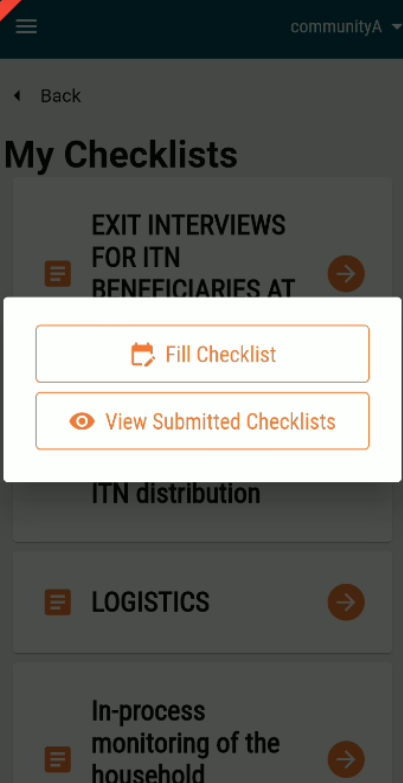 communityA
Back
My Checklists
EXIT INTERVIEWS
FOR ITN
BENEFICIARIES AT
Fill Checklist
View Submitted Checklists
ITN distribution
LOGISTICS
In-process
monitoring of the
household